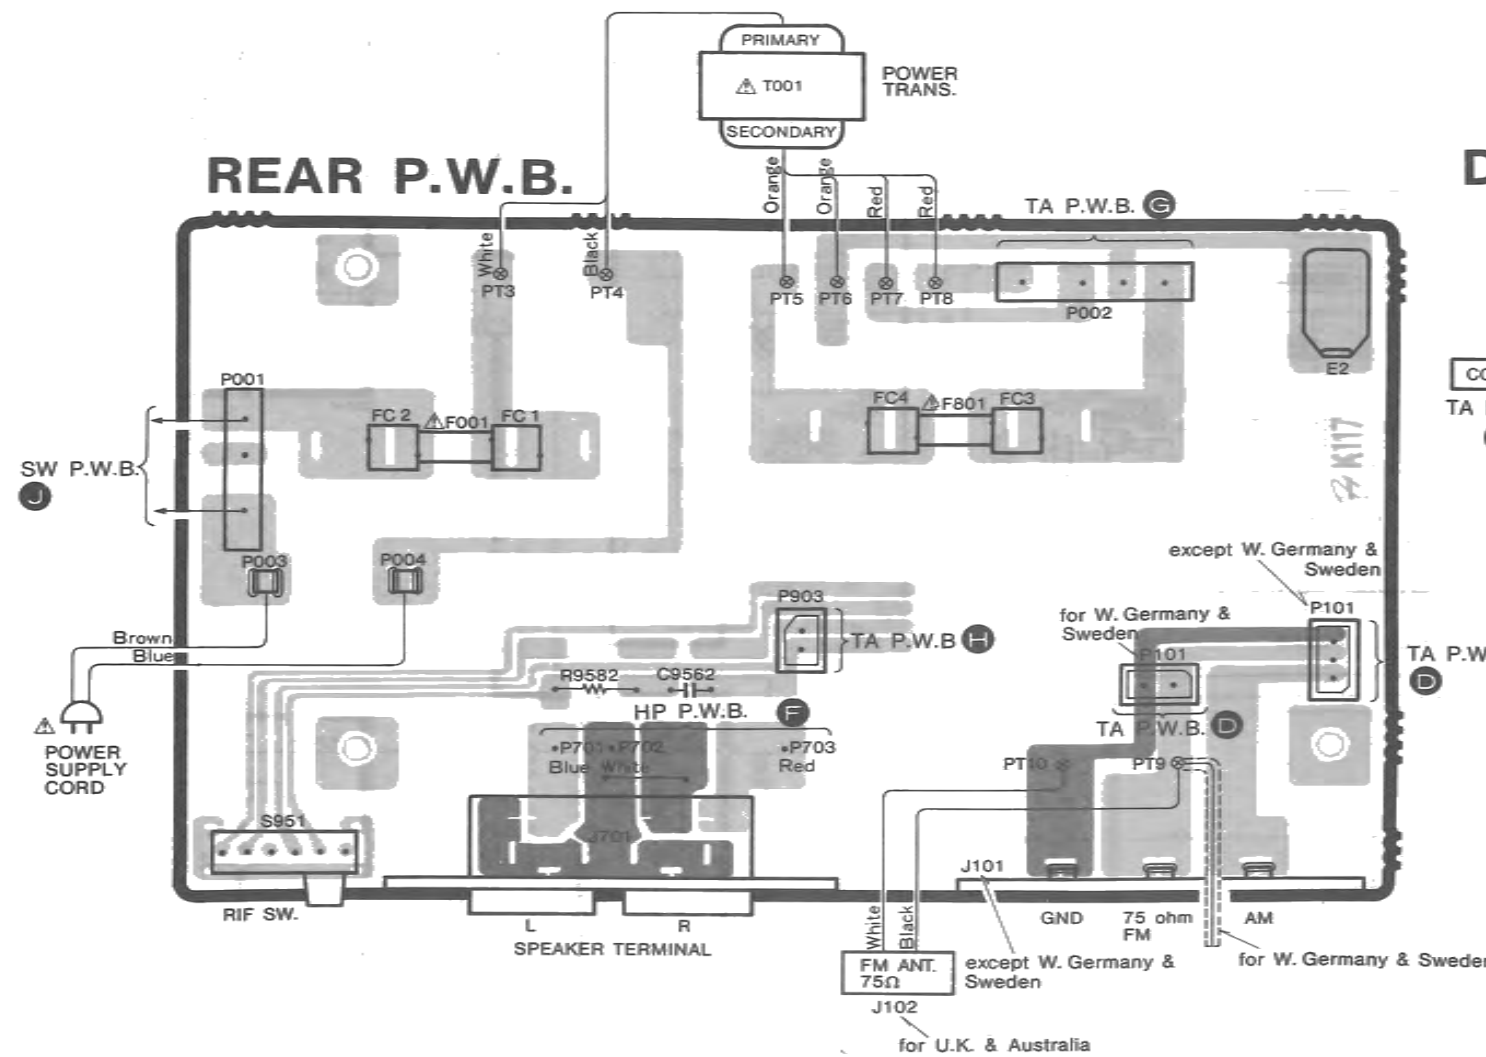 PRIMARY
T001
SECONDARY
POWER
TRANS.
REAR P.W.B.
Orange
Orange
Red
Red
TA P.W.B. G
White
Black
PT3
PT4
PT5
PT6
PT7
PT8
P002
E2
P001
FC 2
F001
FC 1
FC4
F801
FC3
SW P.W.B.
J
K117
P003
P004
Brown
Blue
POWER
SUPPLY
CORD
P903
TA P.W.B H
R9582
C9562
HP P.W.B. F
P701
P702
P703
Blue
White
Red
except W. Germany &
Sweden
P101
for W. Germany &
Sweden
P101
TA P.W
D
TA P.W.B. D
PT10
PT9
S951
J701
J101
RIF SW.
L
R
SPEAKER TERMINAL
White
Black
GND
75 ohm
FM
AM
FM ANT.
75Ω
J102
except W. Germany &
Sweden
for W. Germany & Sweden
for U.K. & Australia
D
CO
TA